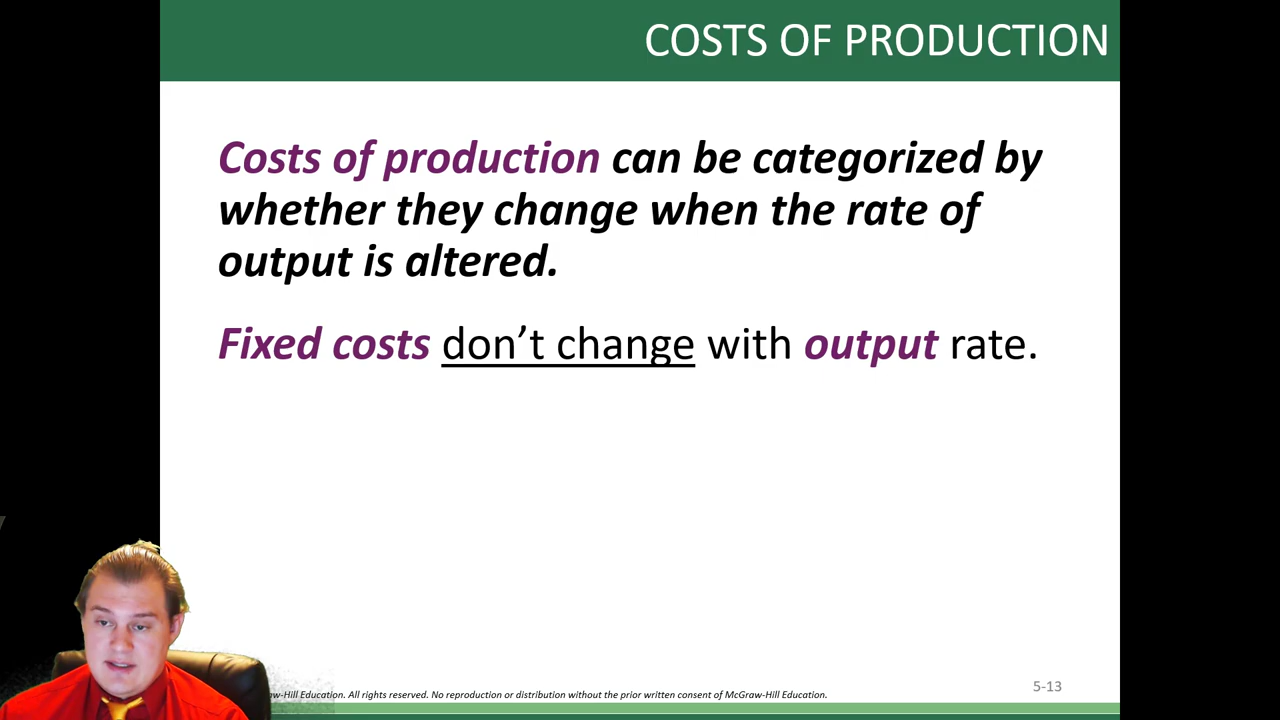 COSTS OF PRODUCTION
Costs of production can be categorized by
whether they change when the rate of
output is altered.
Fixed costs don’t change with output rate.
w-Hill Education. All rights reserved. No reproduction or distribution without the prior written consent of McGraw-Hill Education.
5-13